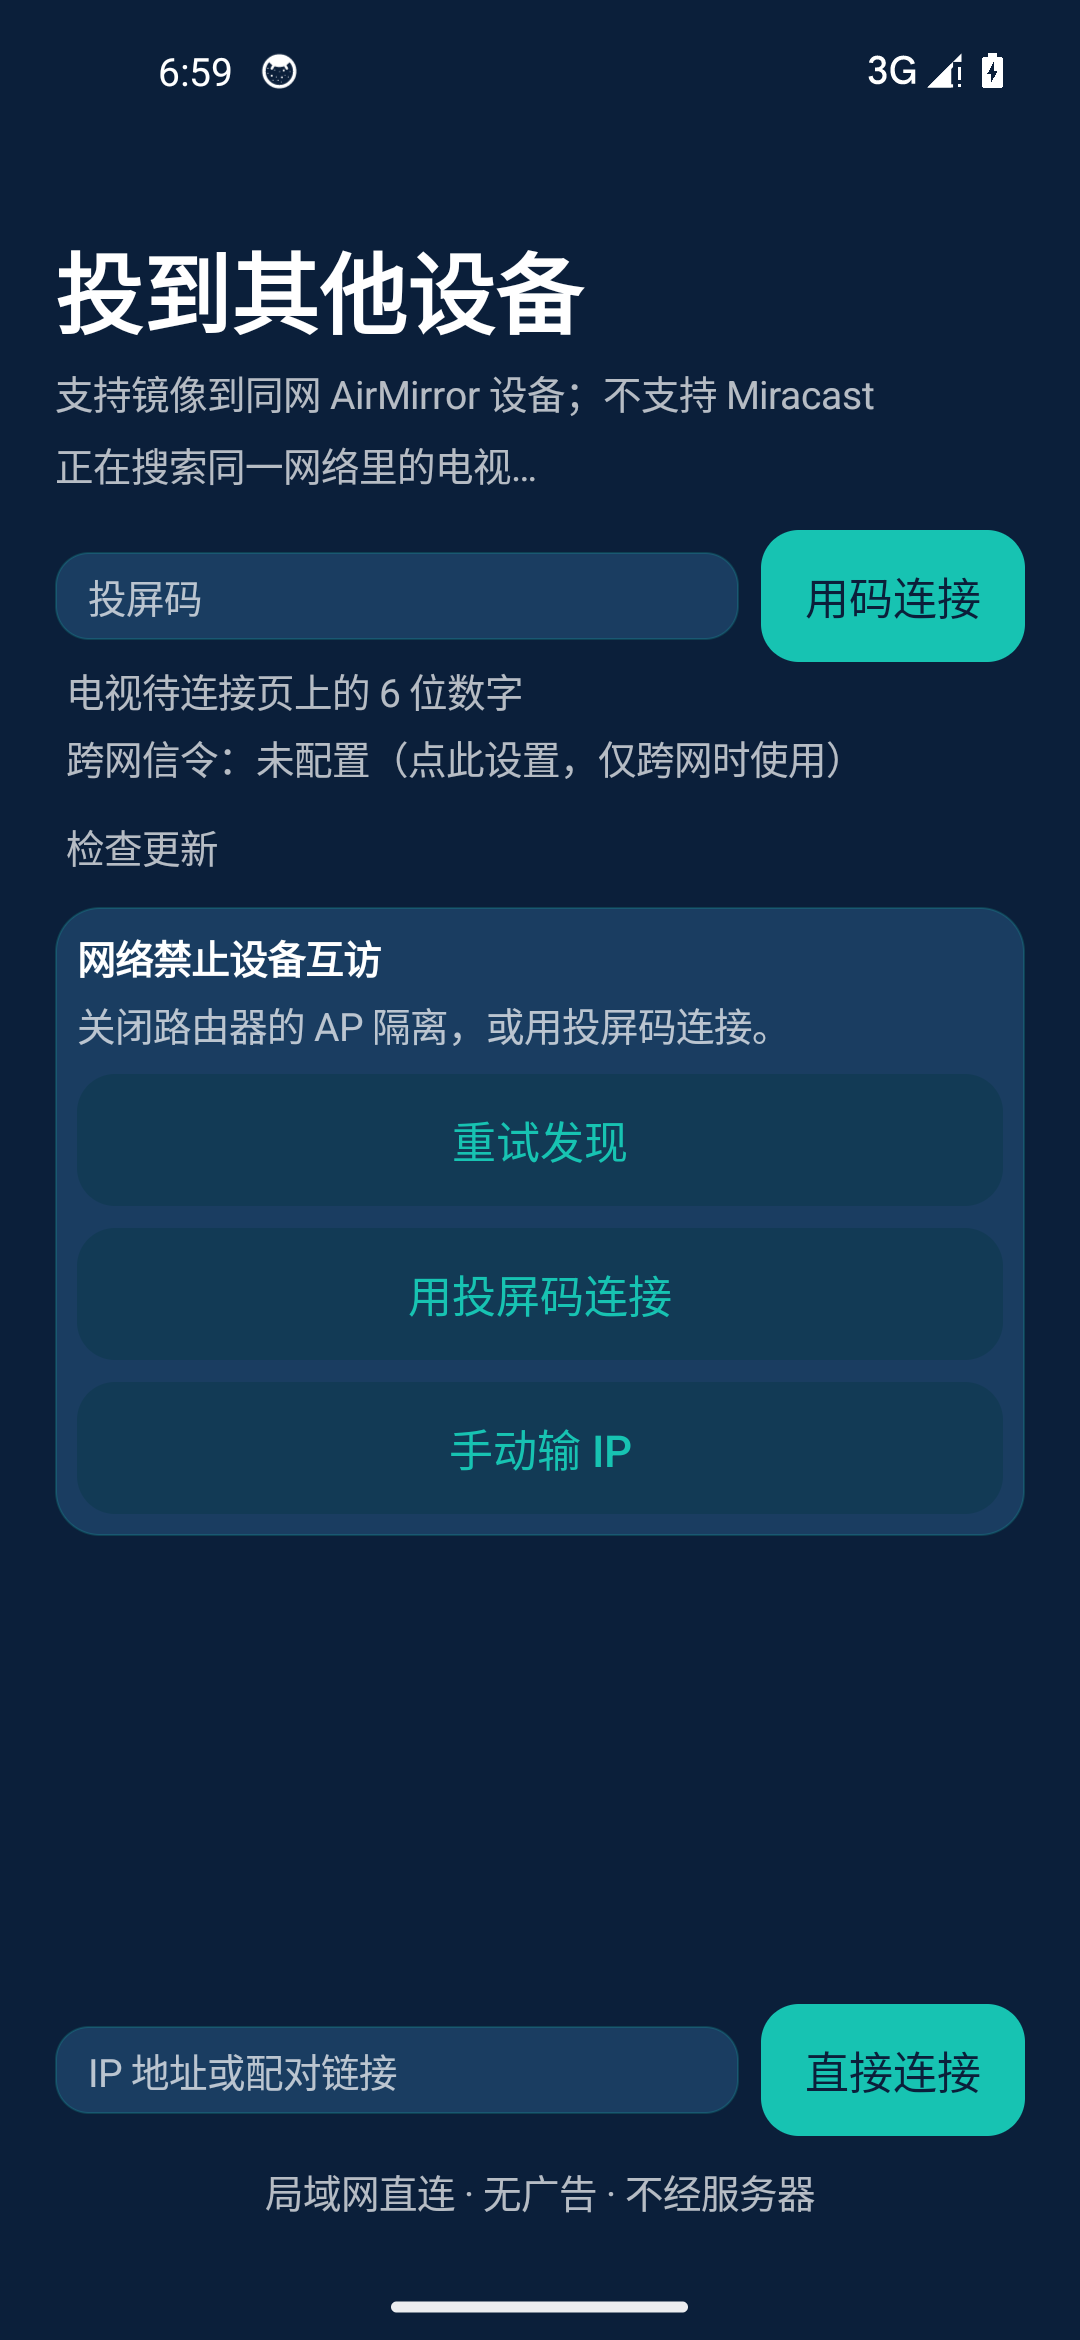 6:59
3G
投到其他设备
支持镜像到同网 AirMirror 设备；不支持 Miracast
正在搜索同一网络里的电视...
投屏码
用码连接
电视待连接页上的 6 位数字
跨网信令：未配置（点此设置，仅跨网时使用）
检查更新
网络禁止设备互访
关闭路由器的 AP 隔离，或用投屏码连接。
重试发现
用投屏码连接
手动输 IP
IP 地址或配对链接
直接连接
局域网直连 · 无广告 · 不经服务器